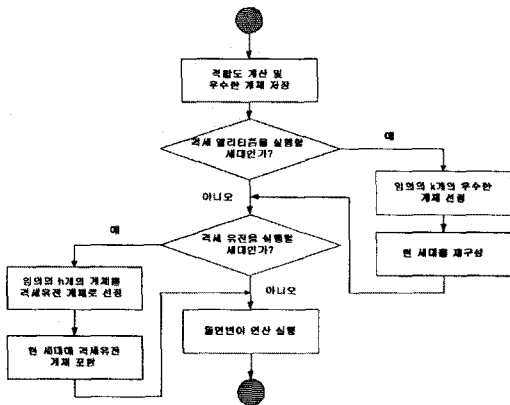 적합도 계산 및
우수한 개체 저장
격세 엘리티즘을 실행할
세대인가?
예
임의의 k개의 우수한
개체 선정
아니오
현 세대를 재구성
격세 유전을 실행할
세대인가?
예
임의의 h개의 개체를
격세유전 개체로 선정
아니오
현 세대에 격세유전
개체 포함
돌연변이 연산 실행